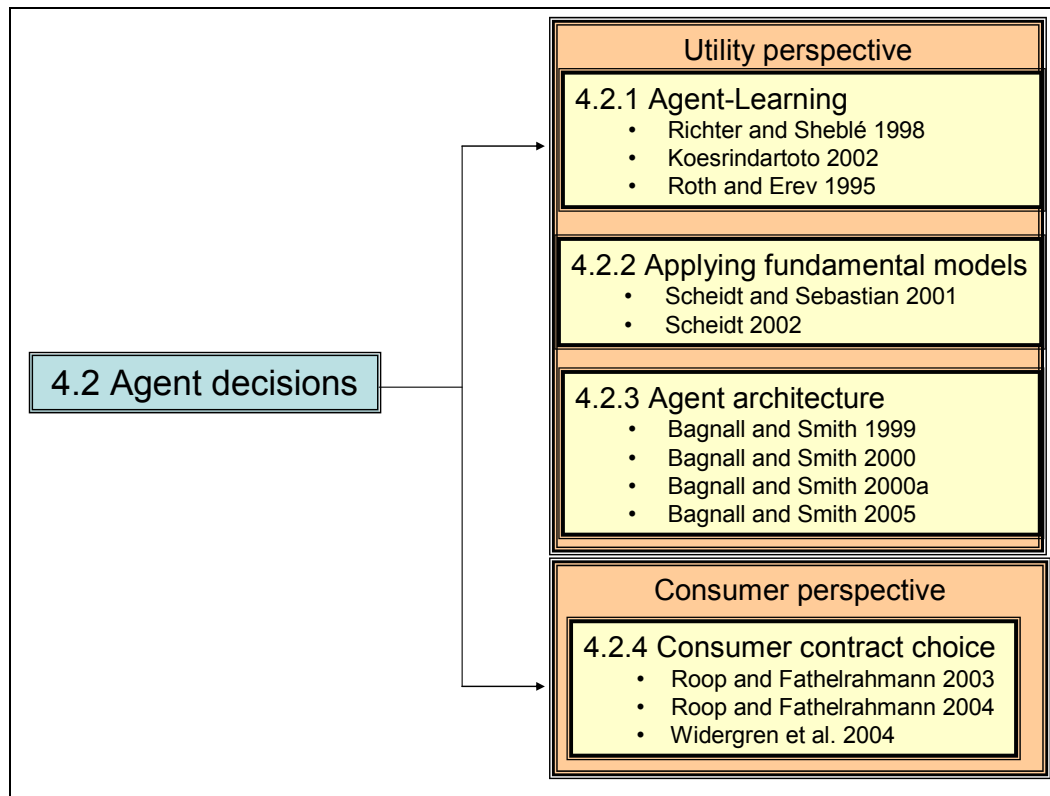 4.2 Agent decisions
Utility perspective
4.2.1 Agent-Learning
• Richter and Sheblé 1998
• Koesrindartoto 2002
• Roth and Erev 1995
4.2.2 Applying fundamental models
• Scheidt and Sebastian 2001
• Scheidt 2002
4.2.3 Agent architecture
• Bagnall and Smith 1999
• Bagnall and Smith 2000
• Bagnall and Smith 2000a
• Bagnall and Smith 2005
Consumer perspective
4.2.4 Consumer contract choice
• Roop and Fathelrahmann 2003
• Roop and Fathelrahmann 2004
• Widergren et al. 2004